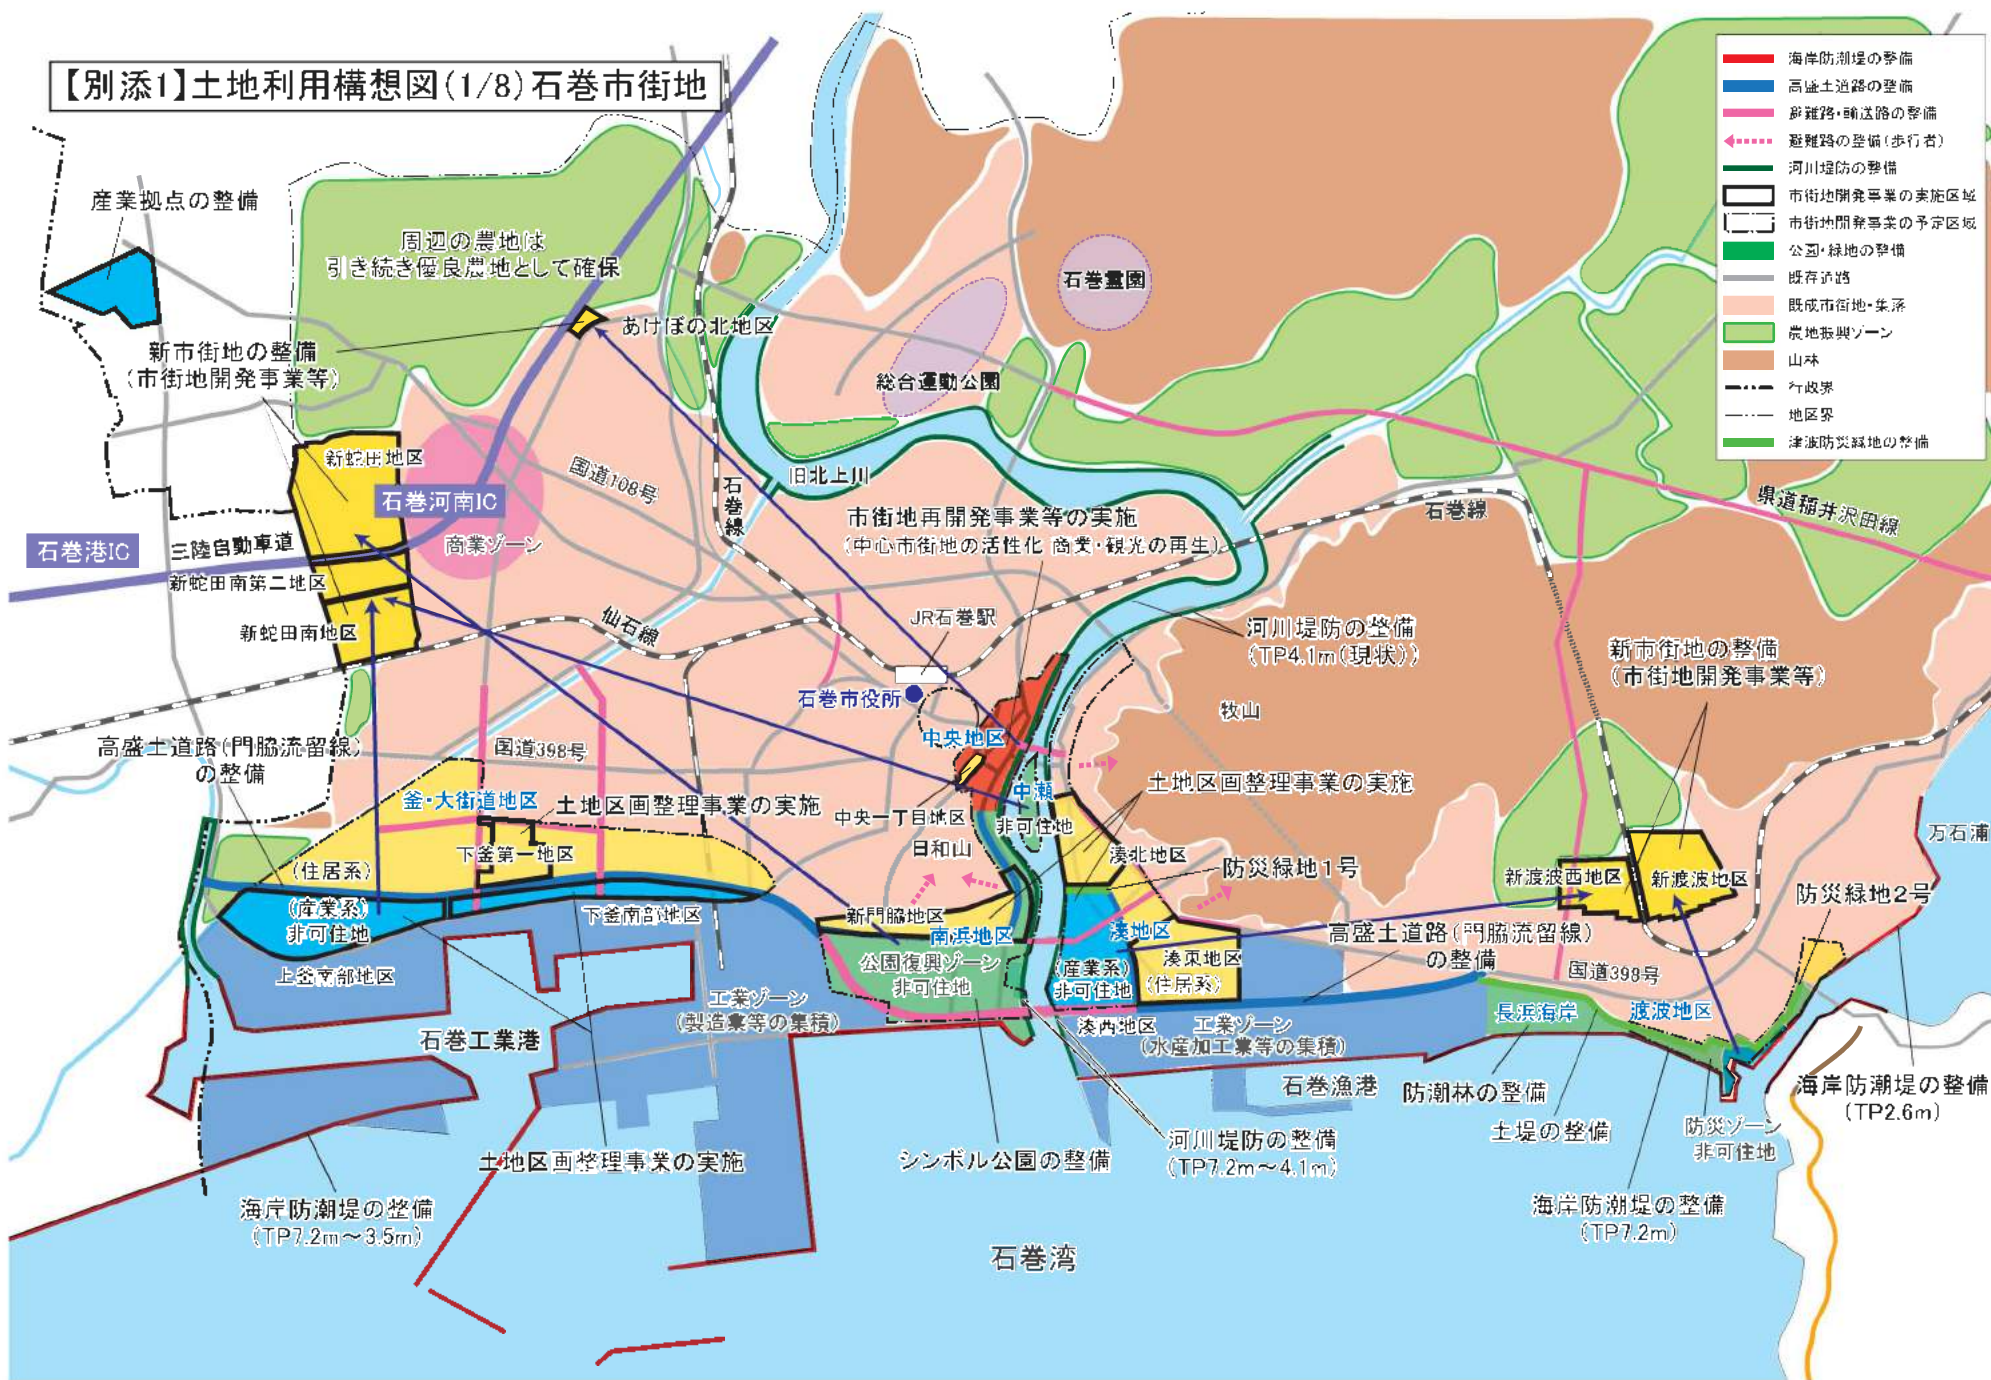 【別添1】土地利用構想図(1/8)石巻市街地
海岸防潮堤の整備
高盛土道路の整備
避難路・輸送路の整備
避難路の整備(歩行者)
河川堤防の整備
市街地開発事業の実施区域
市街地開発事業の予定区域
公園・緑地の整備
既存道路
既成市街地・集落
農地振興ゾーン
山林
行政界
地区界
津波防災緑地の整備
産業拠点の整備
周辺の農地は
引き続き優良農地として確保
石巻霊園
あけぼの北地区
新市街地の整備
(市街地開発事業等)
総合運動公園
新蛇田地区
国道108号
石巻線
旧北上川
石巻河南IC
商業ゾーン
石巻港IC
三陸自動車道
市街地再開発事業等の実施
(中心市街地の活性化 商業・観光の再生)
石巻線
県道稲井沢田線
新蛇田南第二地区
新蛇田南地区
仙石線
JR石巻駅
河川堤防の整備
(TP4.1m(現状))
新市街地の整備
(市街地開発事業等)
石巻市役所
牧山
中央地区
高盛土道路(門脇流留線)
の整備
国道398号
釜・大街道地区
土地区画整理事業の実施
中瀬
非可住地
土地区画整理事業の実施
中央一丁目地区
日和山
万石浦
下釜第一地区
湊北地区
防災緑地1号
(住居系)
新渡波西地区
新渡波地区
防災緑地2号
(産業系)
非可住地
下釜南部地区
新門脇地区
南浜地区
湊地区
高盛土道路(門脇流留線)
の整備
上釜南部地区
公園復興ゾーン
非可住地
(産業系)
非可住地
湊東地区
(住居系)
国道398号
工業ゾーン
(製造業等の集積)
石巻工業港
湊西地区
工業ゾーン
(水産加工業等の集積)
長浜海岸
渡波地区
石巻漁港
防潮林の整備
海岸防潮堤の整備
(TP2.6m)
土堤の整備
防災ゾーン
非可住地
土地区画整理事業の実施
シンボル公園の整備
河川堤防の整備
(TP7.2m～4.1m)
海岸防潮堤の整備
(TP7.2m～3.5m)
海岸防潮堤の整備
(TP7.2m)
石巻湾